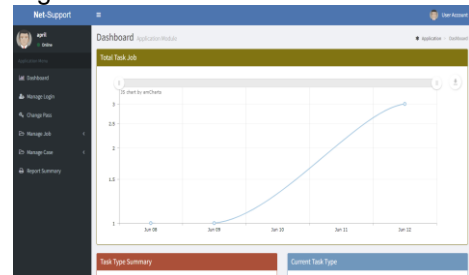 Net-Support
User Account
april
Online
Dashboard Application Module
Application
Dashboard
Application Menu
Total Task Job
Dashboard
Manage Login
Change Pass
Manage Job
Manage Case
Report Summary
JS chart by amCharts
3
2.5
2
1.5
1
Jun 08
Jun 09
Jun 10
Jun 11
Jun 12
Task Type Summary
Current Task Type